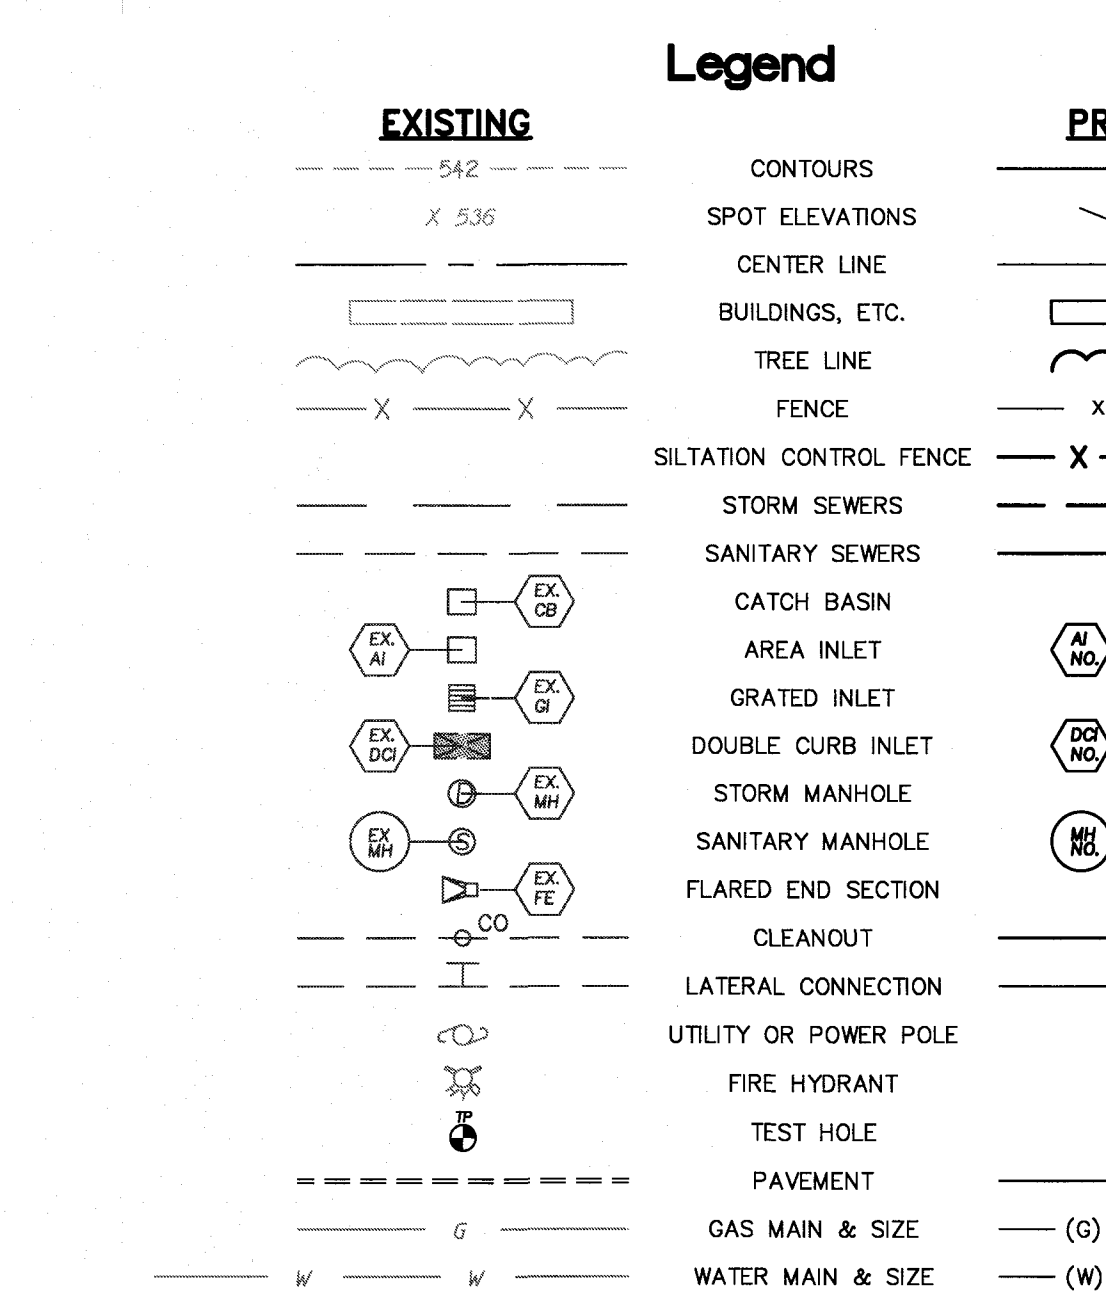 Legend
EXISTING PR
542 CONTOURS
X 536 SPOT ELEVATIONS
CENTER LINE
BUILDINGS, ETC.
TREE LINE
X X FENCE x
SILTATION CONTROL FENCE X
STORM SEWERS
SANITARY SEWERS
EX. CB CATCH BASIN
EX. AI AREA INLET AI NO.
EX. GI GRATED INLET
EX. DCI DOUBLE CURB INLET DCI NO.
D EX. MH STORM MANHOLE
EX MH S SANITARY MANHOLE MH NO.
EX. FE FLARED END SECTION
CO CLEANOUT
LATERAL CONNECTION
UTILITY OR POWER POLE
FIRE HYDRANT
TP TEST HOLE
PAVEMENT
G GAS MAIN & SIZE (G)
W W WATER MAIN & SIZE (W)